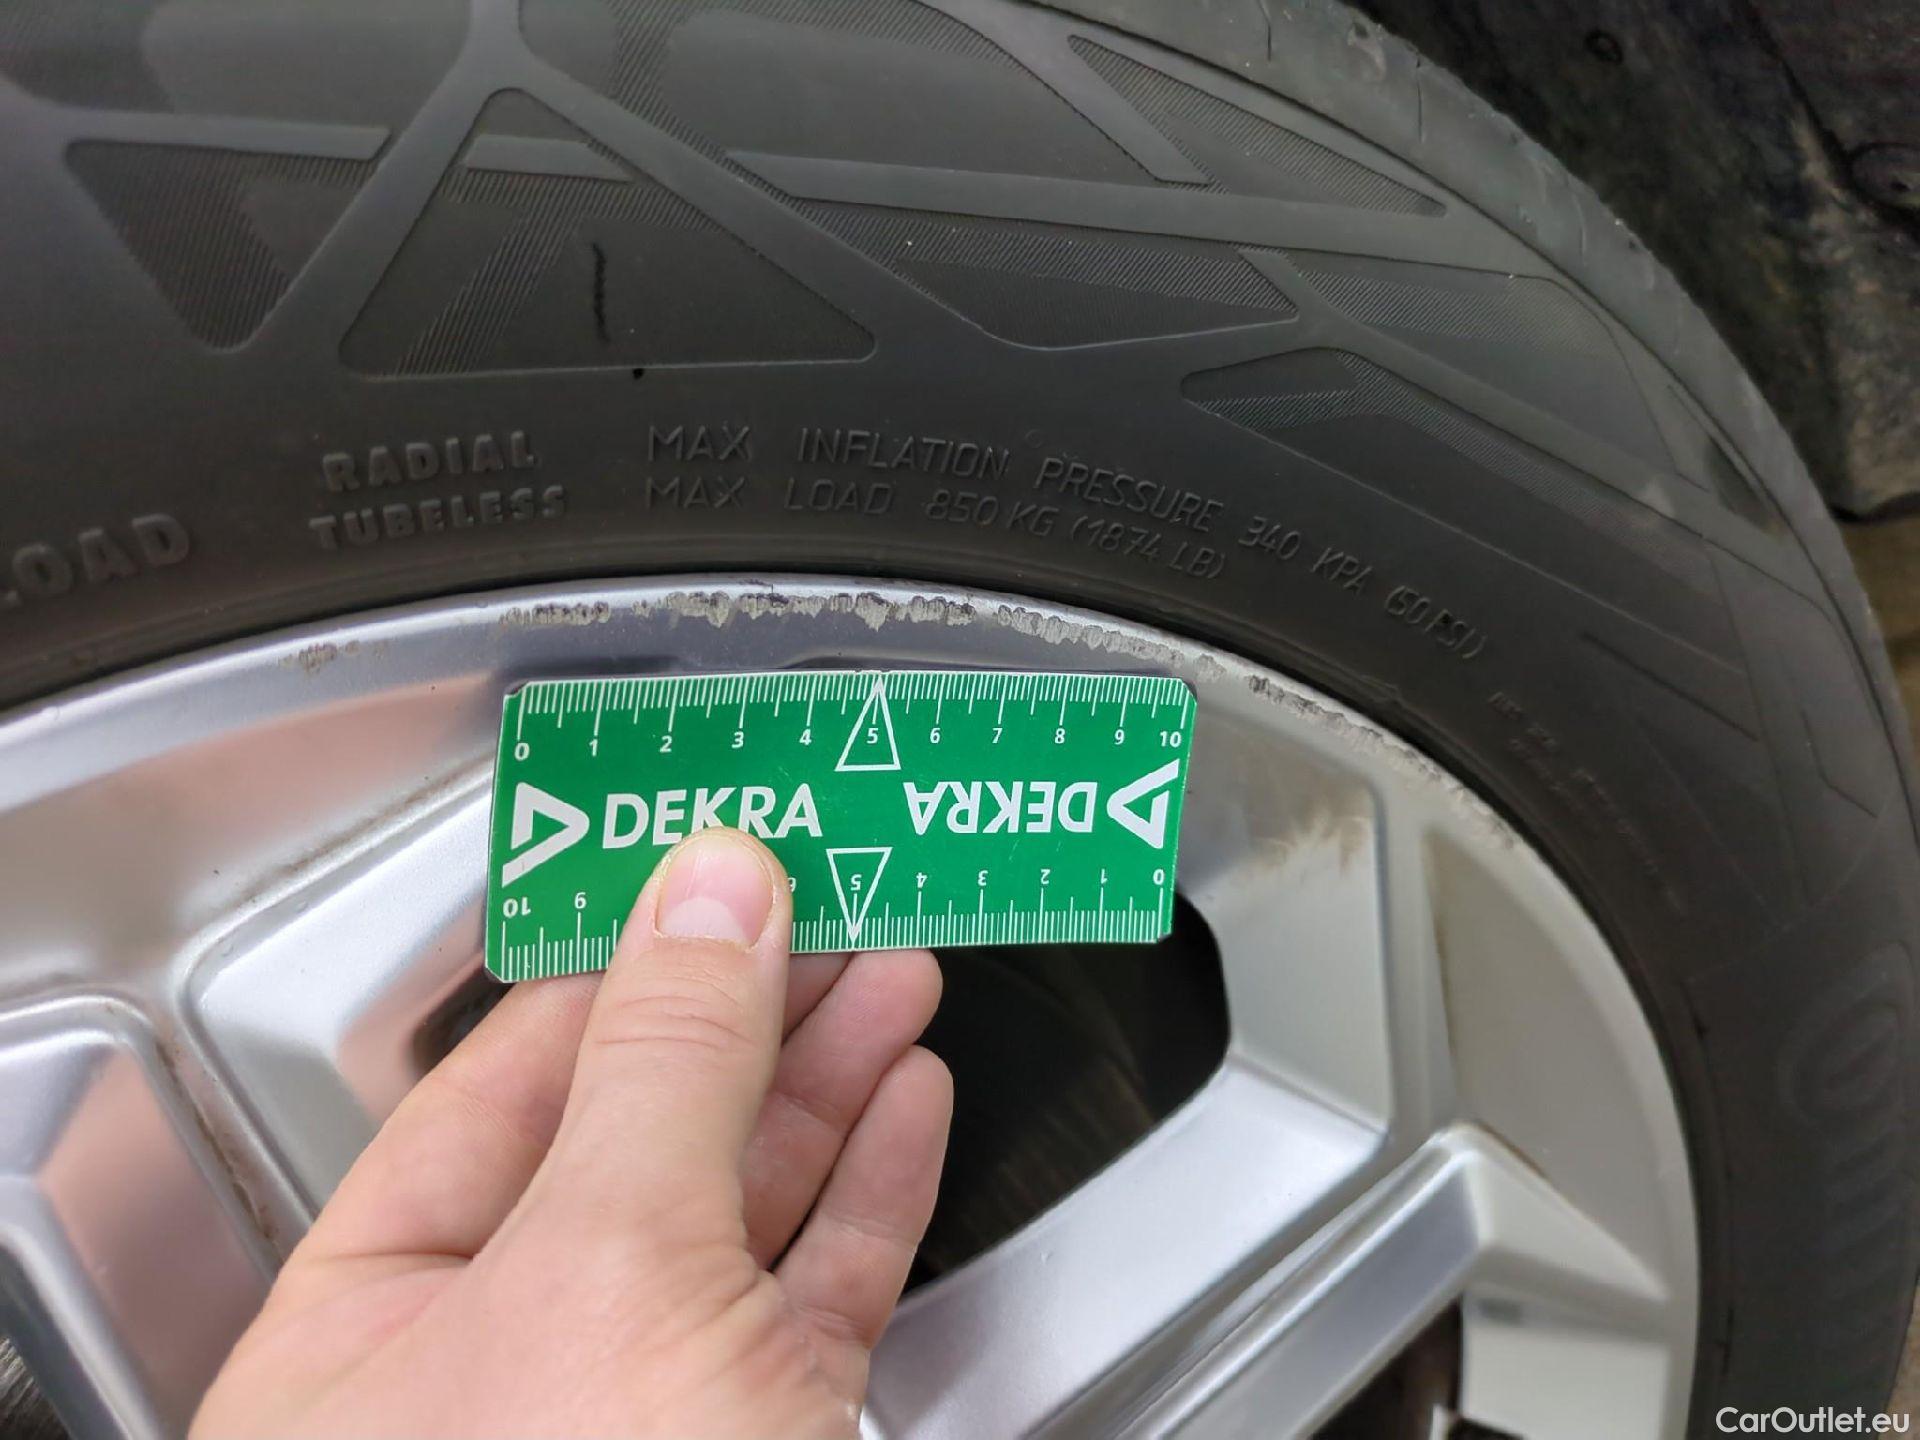 RADIAL
TUBELESS
MAX INFLATION PRESSURE 340 KPA (50 PSI)
MAX LOAD 850 KG (1874 LB)
LOAD
0 1 2 3 4 5 6 7 8 9 10
DEKRA
DEKRA
10 9 6 5 4 3 2 1 0
CarOutlet.eu